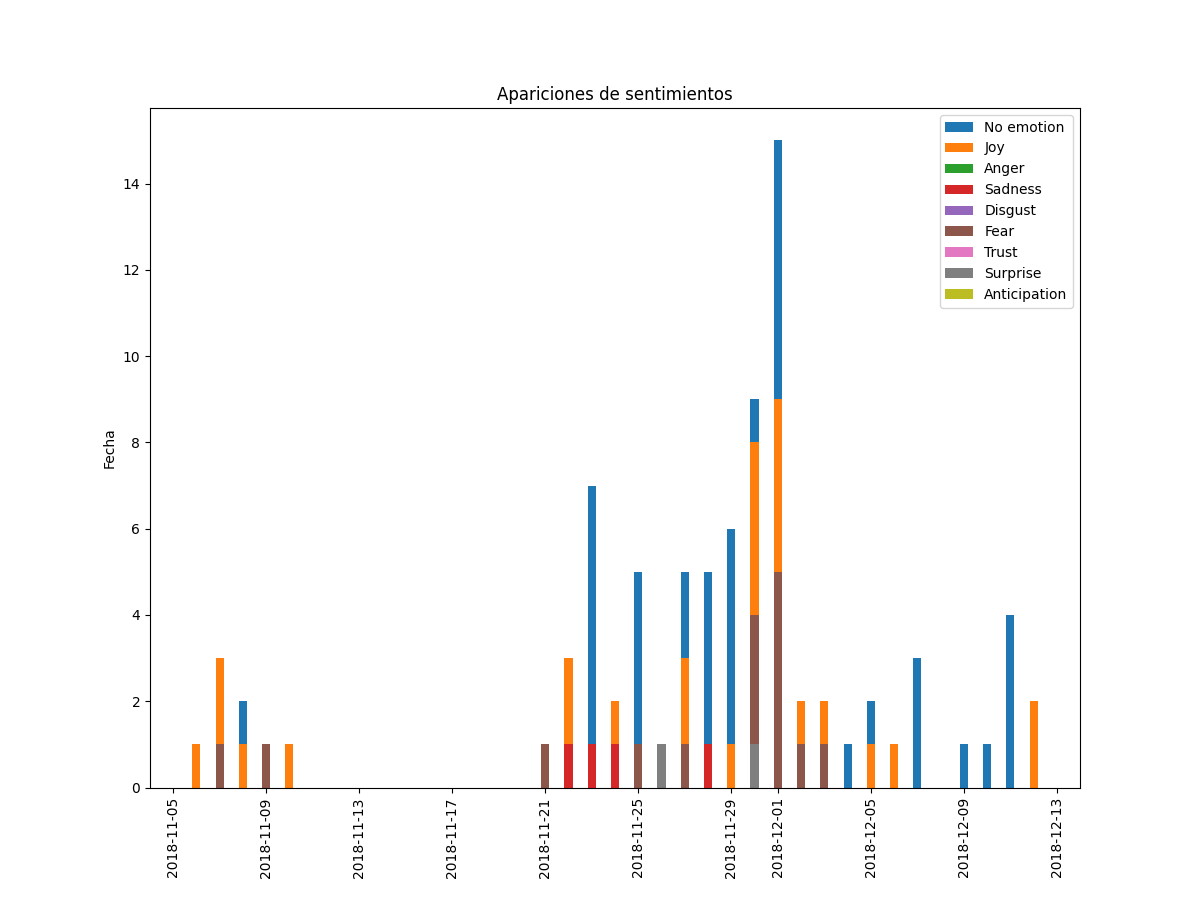 Apariciones de sentimientos
No emotion
Joy
Anger
Sadness
Disgust
Fear
Trust
Surprise
Anticipation
Fecha
14
12
10
8
6
4
2
0
2018-11-05
2018-11-09
2018-11-13
2018-11-17
2018-11-21
2018-11-25
2018-11-29
2018-12-01
2018-12-05
2018-12-09
2018-12-13